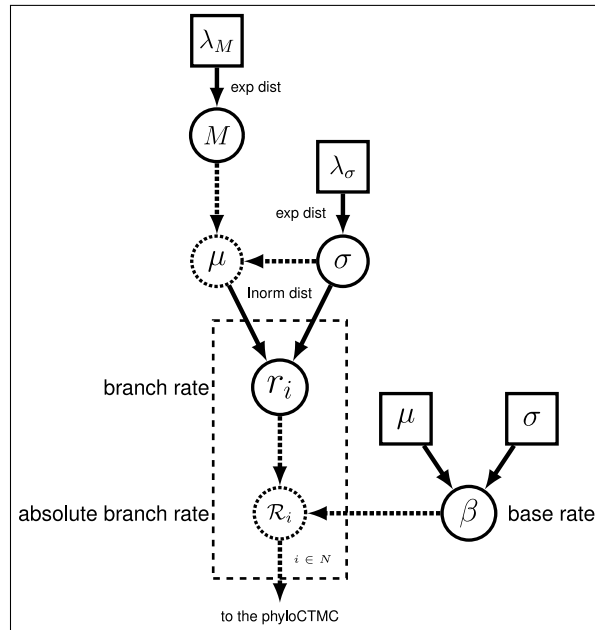 λ_M
exp dist
M
λ_σ
exp dist
μ
σ
lnorm dist
branch rate
r_i
μ
σ
absolute branch rate
ℛ_i
β
base rate
i ∈ N
to the phyloCTMC